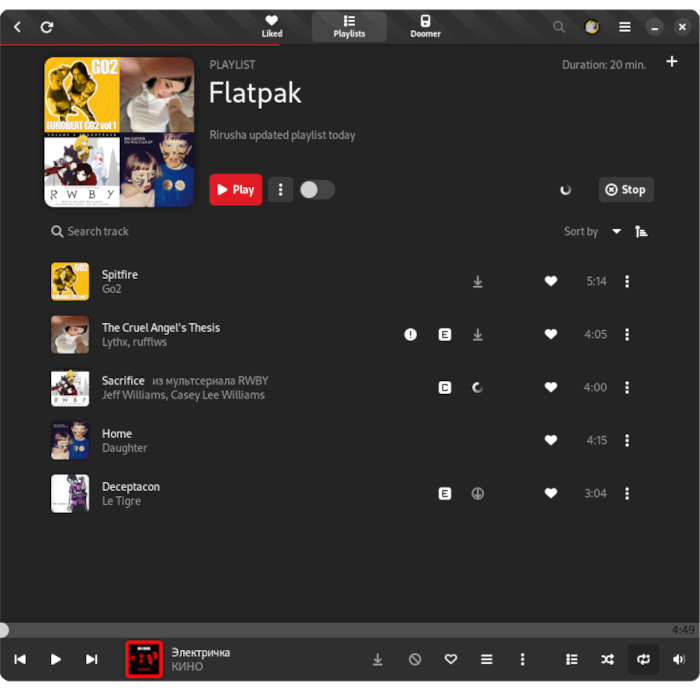 Liked
Playlists
Doomer
GO2
EUROBEAT GO2 vol 1
RWBY
PLAYLIST
Duration: 20 min.
Flatpak
Rirusha updated playlist today
Play
Stop
Search track
Sort by
Spitfire
Go2
5:14
The Cruel Angel's Thesis
Lythx, rufflws
E
4:05
Sacrifice из мультсериала RWBY
Jeff Williams, Casey Lee Williams
C
4:00
Home
Daughter
4:15
Deceptacon
Le Tigre
E
3:04
4:49
Электричка
КИНО